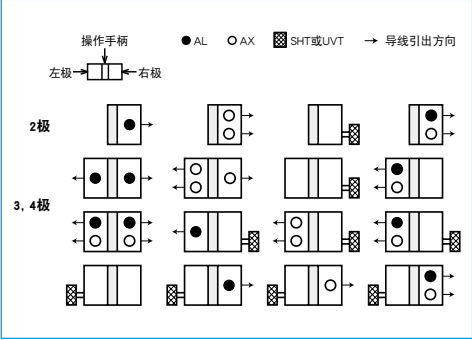 操作手柄
●AL ○AX SHT或UVT → 导线引出方向
左极 右极
2极
3, 4极